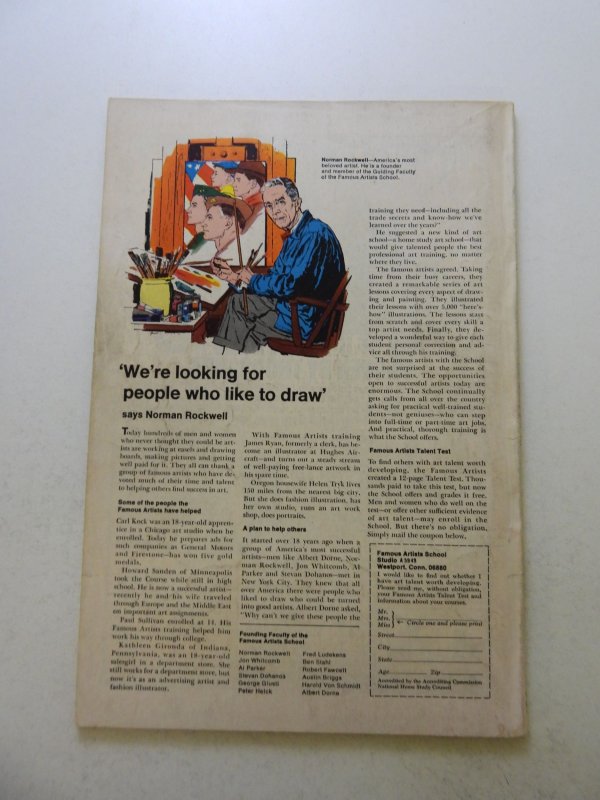 Norman Rockwell—America's most
beloved artist. He is a founder
and member of the Guiding Faculty
of the Famous Artists School.
'We're looking for
people who like to draw'
says Norman Rockwell
Today hundreds of men and women
who never thought they could be art-
ists are working at easels and drawing
boards, making pictures and getting
well paid for it. They all can thank a
group of famous artists who have de-
voted much of their time and talent
to helping others find success in art.
Some of the people the
Famous Artists have helped
Carl Kock was an 18-year-old appren-
tice in a Chicago art studio when he
enrolled. Today he prepares ads for
such companies as General Motors
and Firestone—has won five gold
medals.
Howard Sanden of Minneapolis
took the Course while still in high
school. He is now a successful artist—
recently he and his wife traveled
through Europe and the Middle East
on important art assignments.
Paul Sullivan enrolled at 14. His
Famous Artists training helped him
work his way through college.
Kathleen Gironda of Indiana,
Pennsylvania, was an 18-year-old
salesgirl in a department store. She
still works for a department store, but
now it's as an advertising artist and
fashion illustrator.
With Famous Artists training
James Ryan, formerly a clerk, has be-
come an illustrator at Hughes Air-
craft—and turns out a steady stream
of well-paying free-lance artwork in
his spare time.
Oregon housewife Helen Tryk lives
150 miles from the nearest big city.
But she does fashion illustration, has
her own studio, runs an art work
shop, does portraits.
A plan to help others
It started over 18 years ago when a
group of America's most successful
artists—men like Albert Dorne, Nor-
man Rockwell, Jon Whitcomb, Al
Parker and Stevan Dohanos—met in
New York City. They knew that all
over America there were people who
liked to draw who could be turned
into good artists. Albert Dorne asked,
"Why can't we give these people the
Founding Faculty of the
Famous Artists School
Norman Rockwell
Jon Whitcomb
Al Parker
Stevan Dohanos
George Giusti
Peter Helck
Fred Ludekens
Ben Stahl
Robert Fawcett
Austin Briggs
Harold Von Schmidt
Albert Dorne
training they need—including all the
trade secrets and know-how we've
learned over the years?"
He suggested a new kind of art
school—a home study art school—that
would give talented people the best
professional art training, no matter
where they live.
The famous artists agreed. Taking
time from their busy careers, they
created a remarkable series of art
lessons covering every aspect of draw-
ing and painting. They illustrated
their lessons with over 5,000 "here's
how" illustrations. The lessons start
from scratch and cover every skill a
top artist needs. Finally, they de-
veloped a wonderful way to give each
student personal correction and ad-
vice all through his training.
The famous artists with the School
are not surprised at the success of
their students. The opportunities
open to successful artists today are
enormous. The School continually
gets calls from all over the country
asking for practical well-trained stu-
dents—not geniuses—who can step
into full-time or part-time art jobs.
And practical, thorough training is
what the School offers.
Famous Artists Talent Test
To find others with art talent worth
developing, the Famous Artists
created a 12-page Talent Test. Thou-
sands paid to take this test, but now
the School offers and grades it free.
Men and women who do well on the
test—or offer other sufficient evidence
of art talent—may enroll in the
School. But there's no obligation.
Simply mail the coupon below.
Famous Artists School
Studio
Westport, Conn. 06880
I would like to find out whether I
have art talent worth developing.
Please send me, without obligation,
your Famous Artists Talent Test and
information about your courses.
Mr.
Mrs. Circle one and please print
Miss
Street
City
State
Age Zip
Accredited by the Accrediting Commission
National Home Study Council